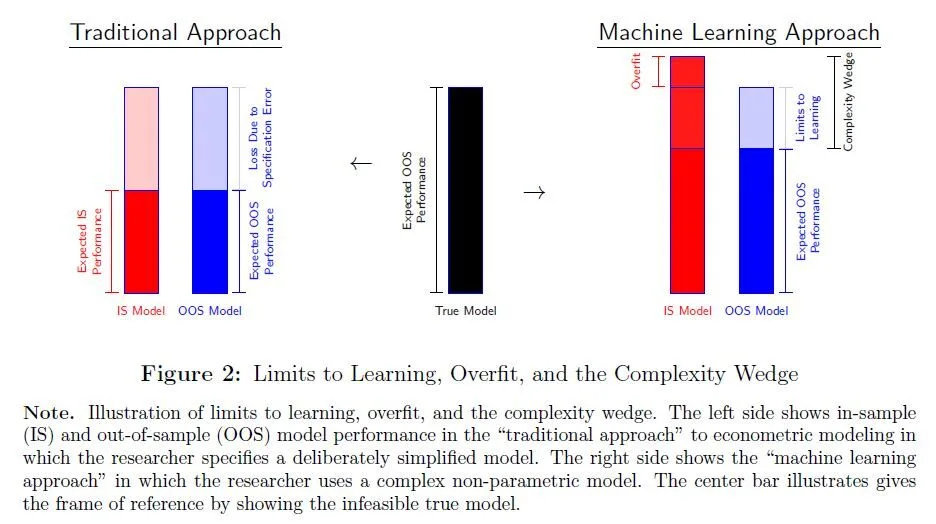 Traditional Approach
Machine Learning Approach
Expected IS
Performance
Loss Due to
Specification Error
Expected OOS
Performance
IS Model
OOS Model
←
Expected OOS
Performance
True Model
→
Overfit
Limits to
Learning
Complexity Wedge
Expected OOS
Performance
IS Model
OOS Model
Figure 2: Limits to Learning, Overfit, and the Complexity Wedge
Note. Illustration of limits to learning, overfit, and the complexity wedge. The left side shows in-sample
(IS) and out-of-sample (OOS) model performance in the “traditional approach” to econometric modeling in
which the researcher specifies a deliberately simplified model. The right side shows the “machine learning
approach” in which the researcher uses a complex non-parametric model. The center bar illustrates gives
the frame of reference by showing the infeasible true model.